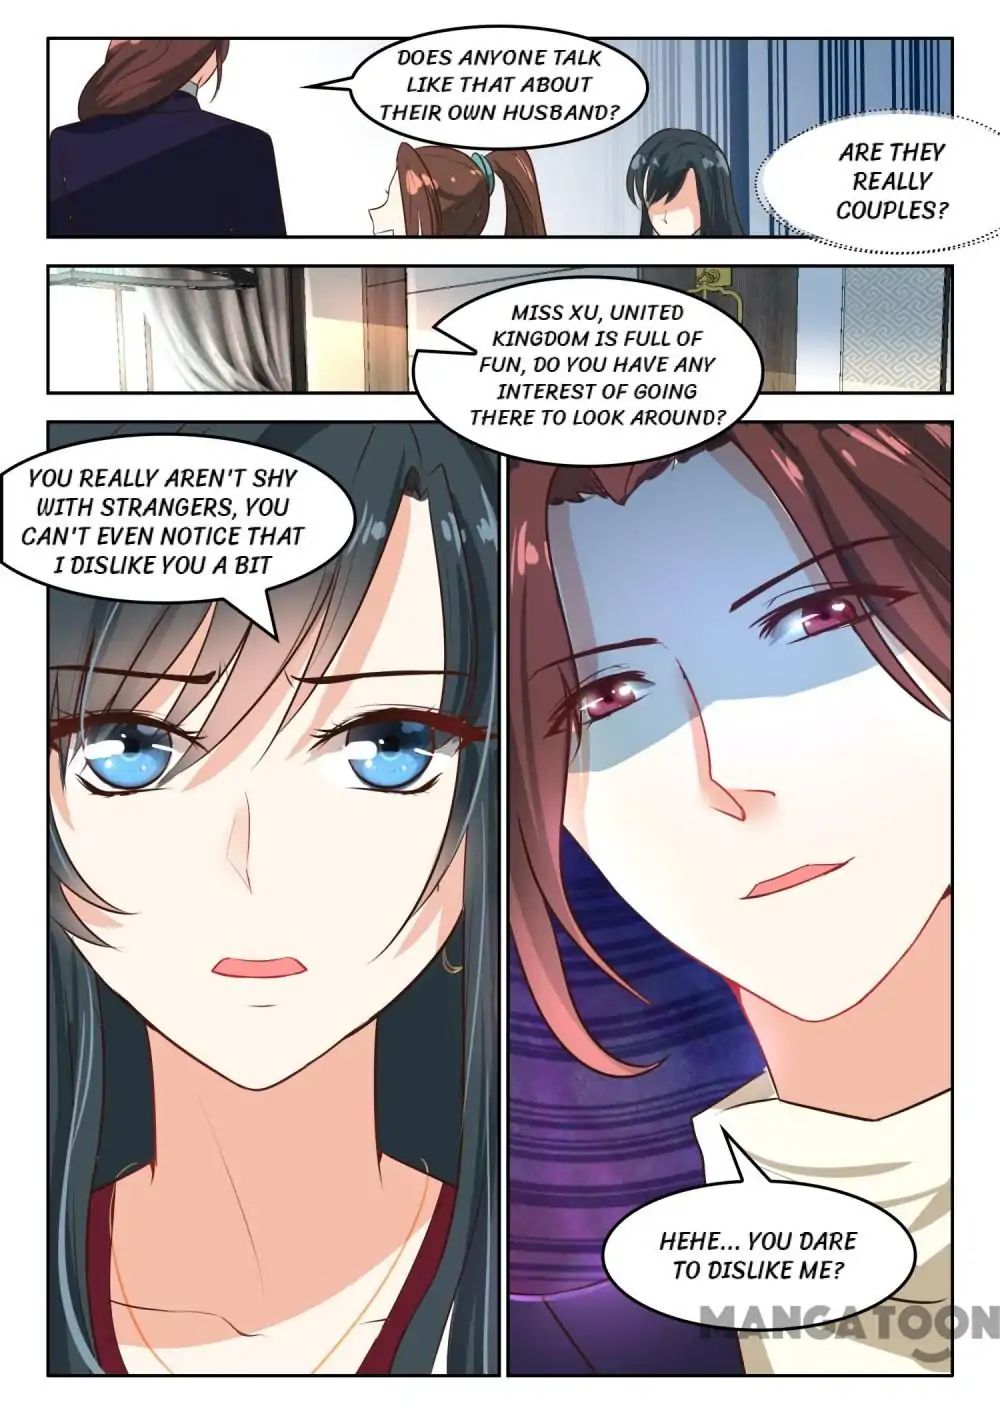 DOES ANYONE TALK
LIKE THAT ABOUT
THEIR OWN HUSBAND?
ARE THEY
REALLY
COUPLES?
MISS XU, UNITED
KINGDOM IS FULL OF
FUN, DO YOU HAVE ANY
INTEREST OF GOING
THERE TO LOOK AROUND?
YOU REALLY AREN'T SHY
WITH STRANGERS, YOU
CAN'T EVEN NOTICE THAT
I DISLIKE YOU A BIT
HEHE... YOU DARE
TO DISLIKE ME?
MANGATOON